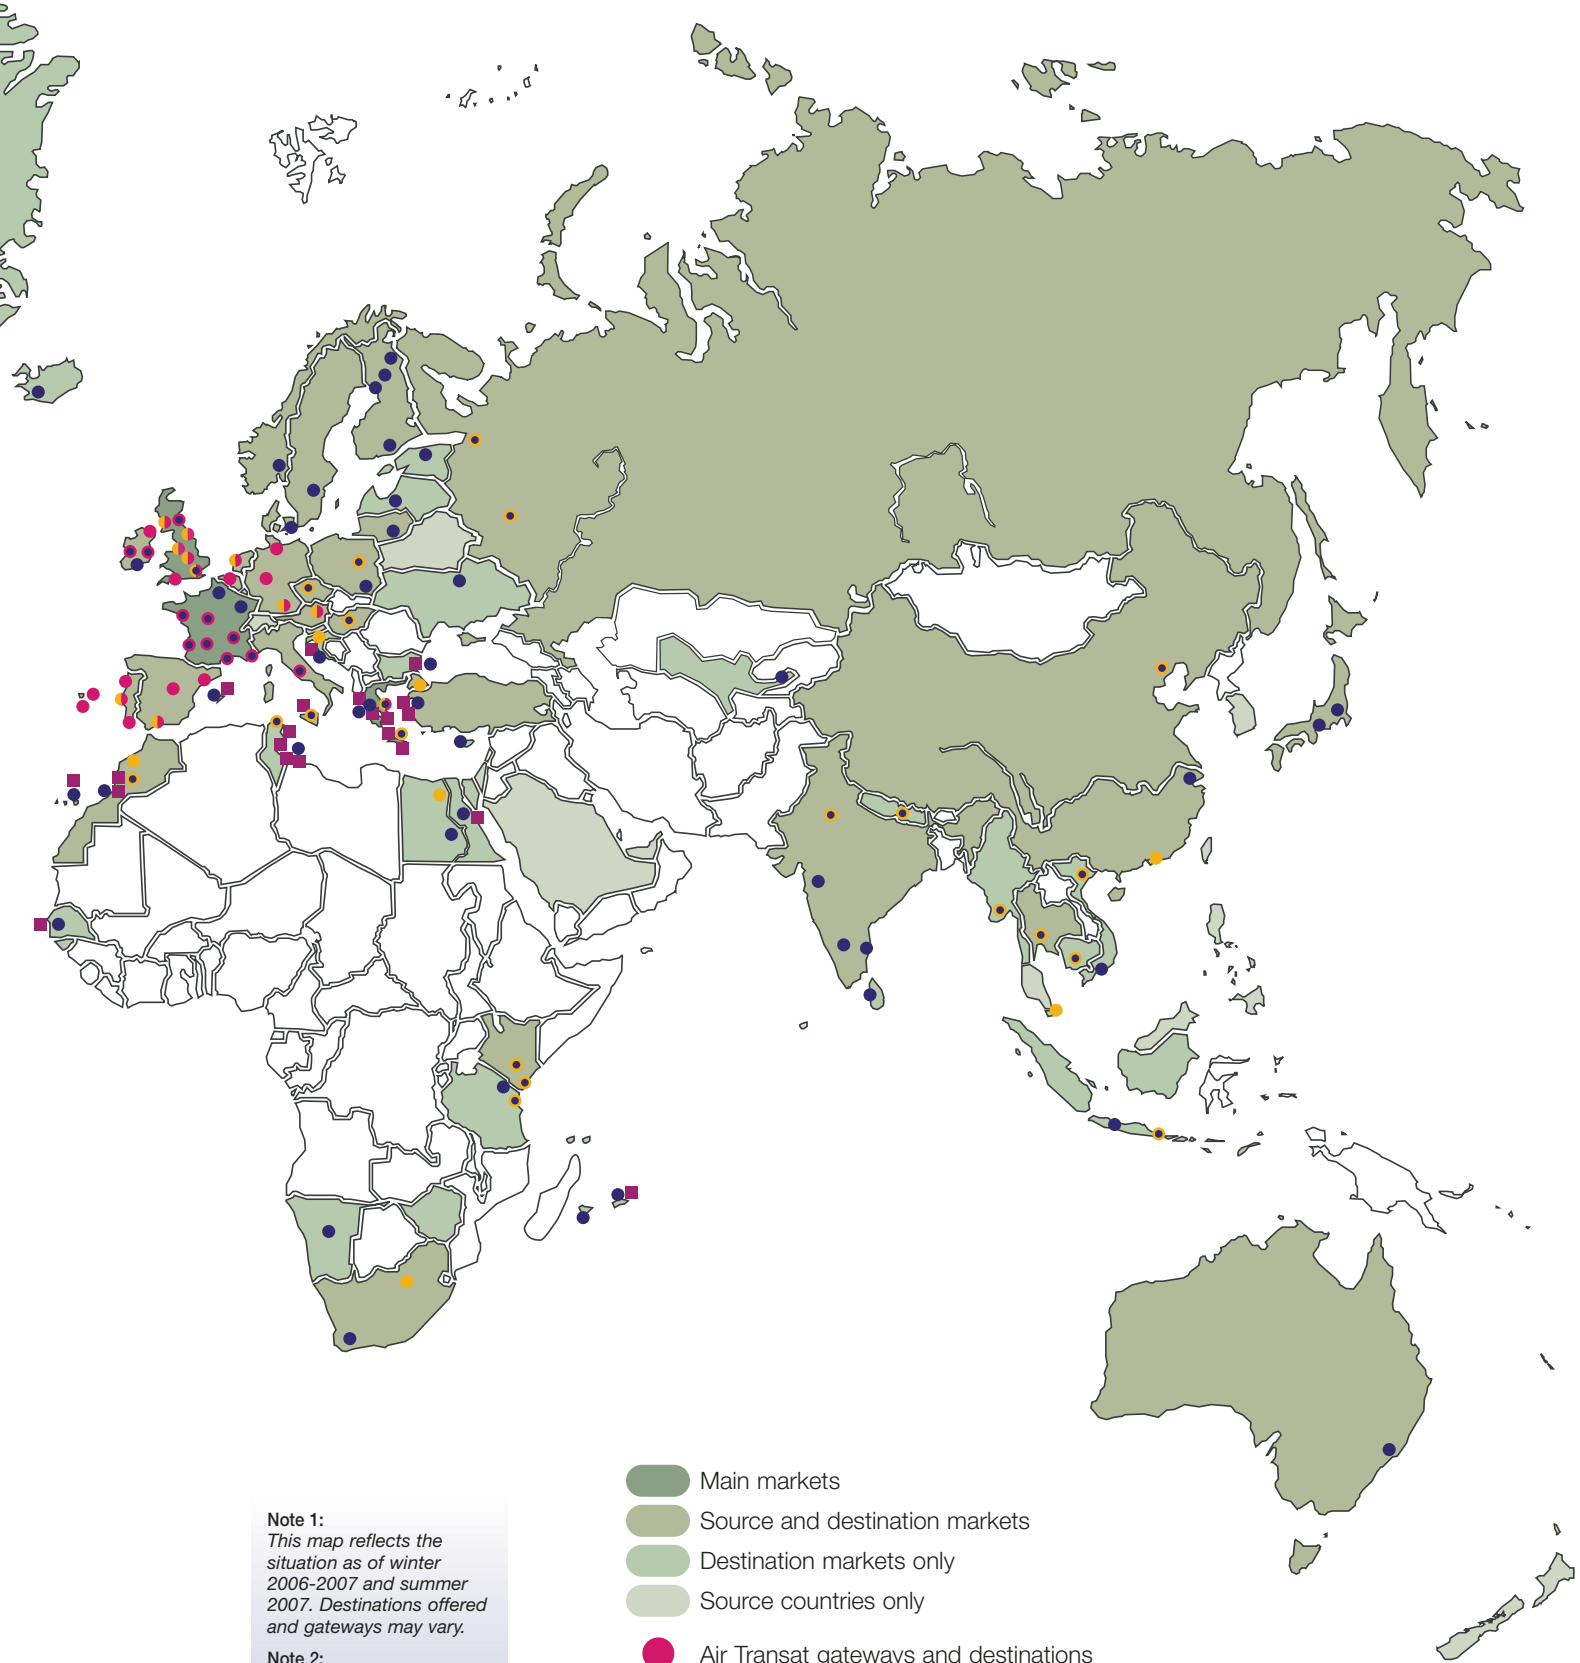 Main markets
Source and destination markets
Destination markets only
Source countries only
Air Transat gateways and destinations
Note 1:
This map reflects the
situation as of winter
2006-2007 and summer
2007. Destinations offered
and gateways may vary.
Note 2: